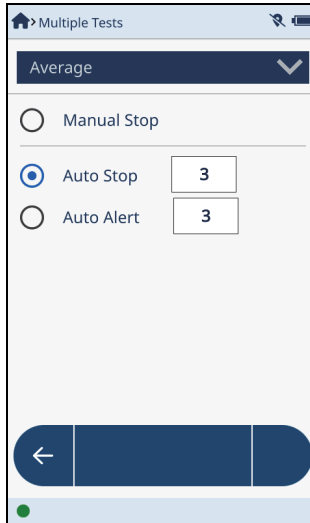 Multiple Tests
Average
Manual Stop
Auto Stop 3
Auto Alert 3